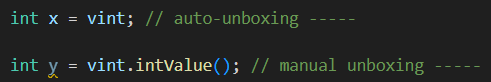 int x = vint; // auto-unboxing -----
int y = vint.intValue(); // manual unboxing -----